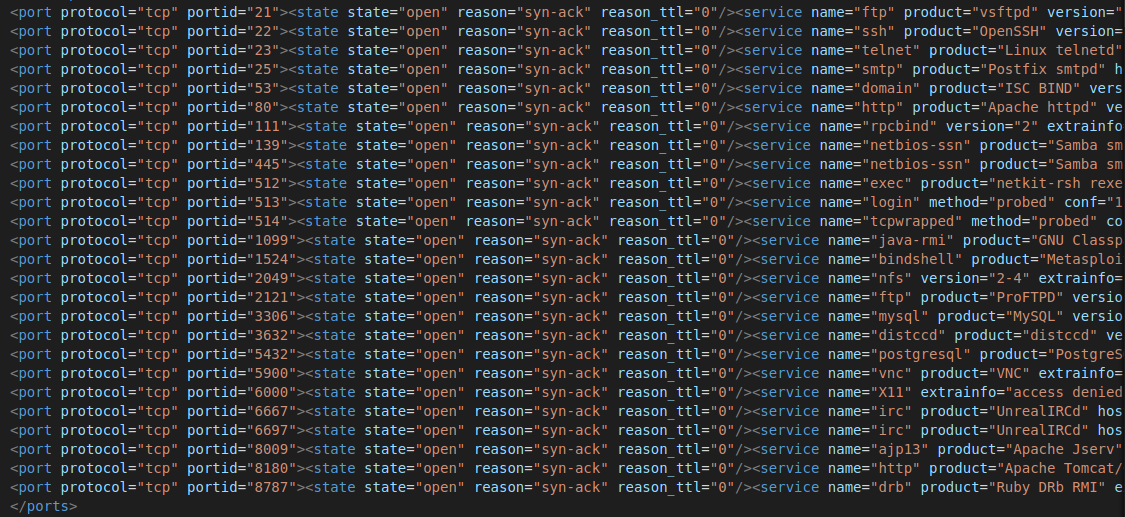 <port protocol="tcp" portid="21"><state state="open" reason="syn-ack" reason_ttl="0"/><service name="ftp" product="vsftpd" version="
<port protocol="tcp" portid="22"><state state="open" reason="syn-ack" reason_ttl="0"/><service name="ssh" product="OpenSSH" version=
<port protocol="tcp" portid="23"><state state="open" reason="syn-ack" reason_ttl="0"/><service name="telnet" product="Linux telnetd"
<port protocol="tcp" portid="25"><state state="open" reason="syn-ack" reason_ttl="0"/><service name="smtp" product="Postfix smtpd" h
<port protocol="tcp" portid="53"><state state="open" reason="syn-ack" reason_ttl="0"/><service name="domain" product="ISC BIND" vers
<port protocol="tcp" portid="80"><state state="open" reason="syn-ack" reason_ttl="0"/><service name="http" product="Apache httpd" ve
<port protocol="tcp" portid="111"><state state="open" reason="syn-ack" reason_ttl="0"/><service name="rpcbind" version="2" extrainfo
<port protocol="tcp" portid="139"><state state="open" reason="syn-ack" reason_ttl="0"/><service name="netbios-ssn" product="Samba sm
<port protocol="tcp" portid="445"><state state="open" reason="syn-ack" reason_ttl="0"/><service name="netbios-ssn" product="Samba sm
<port protocol="tcp" portid="512"><state state="open" reason="syn-ack" reason_ttl="0"/><service name="exec" product="netkit-rsh rexe
<port protocol="tcp" portid="513"><state state="open" reason="syn-ack" reason_ttl="0"/><service name="login" method="probed" conf="1
<port protocol="tcp" portid="514"><state state="open" reason="syn-ack" reason_ttl="0"/><service name="tcpwrapped" method="probed" co
<port protocol="tcp" portid="1099"><state state="open" reason="syn-ack" reason_ttl="0"/><service name="java-rmi" product="GNU Classp
<port protocol="tcp" portid="1524"><state state="open" reason="syn-ack" reason_ttl="0"/><service name="bindshell" product="Metasploi
<port protocol="tcp" portid="2049"><state state="open" reason="syn-ack" reason_ttl="0"/><service name="nfs" version="2-4" extrainfo=
<port protocol="tcp" portid="2121"><state state="open" reason="syn-ack" reason_ttl="0"/><service name="ftp" product="ProFTPD" versio
<port protocol="tcp" portid="3306"><state state="open" reason="syn-ack" reason_ttl="0"/><service name="mysql" product="MySQL" versio
<port protocol="tcp" portid="3632"><state state="open" reason="syn-ack" reason_ttl="0"/><service name="distccd" product="distccd" ve
<port protocol="tcp" portid="5432"><state state="open" reason="syn-ack" reason_ttl="0"/><service name="postgresql" product="PostgreS
<port protocol="tcp" portid="5900"><state state="open" reason="syn-ack" reason_ttl="0"/><service name="vnc" product="VNC" extrainfo=
<port protocol="tcp" portid="6000"><state state="open" reason="syn-ack" reason_ttl="0"/><service name="X11" extrainfo="access denied
<port protocol="tcp" portid="6667"><state state="open" reason="syn-ack" reason_ttl="0"/><service name="irc" product="UnrealIRCd" hos
<port protocol="tcp" portid="6697"><state state="open" reason="syn-ack" reason_ttl="0"/><service name="irc" product="UnrealIRCd" hos
<port protocol="tcp" portid="8009"><state state="open" reason="syn-ack" reason_ttl="0"/><service name="ajp13" product="Apache Jserv"
<port protocol="tcp" portid="8180"><state state="open" reason="syn-ack" reason_ttl="0"/><service name="http" product="Apache Tomcat/
<port protocol="tcp" portid="8787"><state state="open" reason="syn-ack" reason_ttl="0"/><service name="drb" product="Ruby DRb RMI" e
</ports>